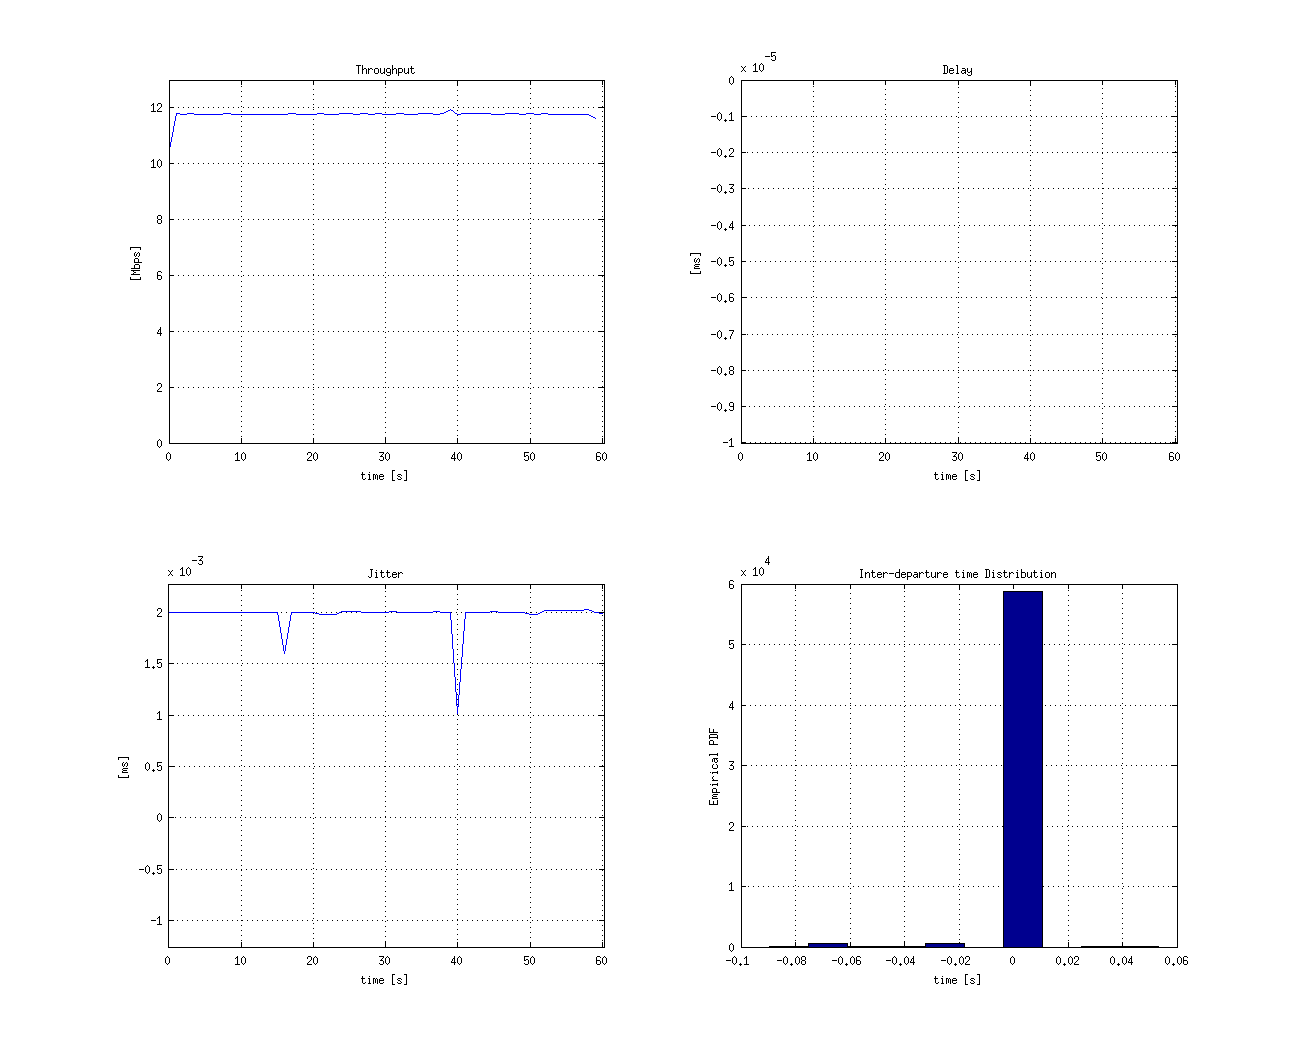 Throughput
12
10
8
6
4
2
0
[Mbps]
0 10 20 30 40 50 60
time [s]
x 10^-5
Delay
0
-0.1
-0.2
-0.3
-0.4
-0.5
-0.6
-0.7
-0.8
-0.9
-1
[ms]
0 10 20 30 40 50 60
time [s]
x 10^-3
Jitter
2
1.5
1
0.5
0
-0.5
-1
[ms]
0 10 20 30 40 50 60
time [s]
x 10^4
Inter-departure time Distribution
6
5
4
3
2
1
0
Empirical PDF
-0.1 -0.08 -0.06 -0.04 -0.02 0 0.02 0.04 0.06
time [s]